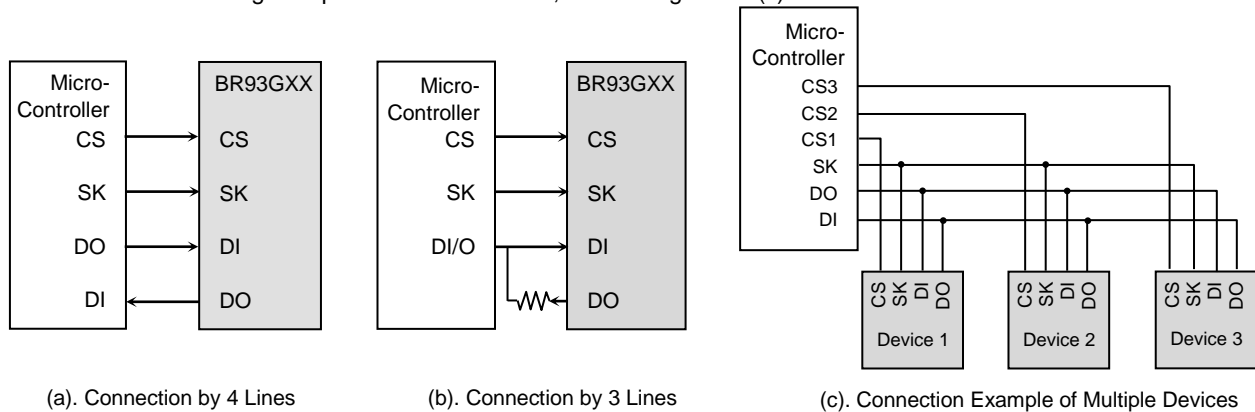 Micro-
Controller
CS
SK
DO
DI
BR93GXX
CS
SK
DI
DO
(a). Connection by 4 Lines
Micro-
Controller
CS
SK
DI/O
BR93GXX
CS
SK
DI
DO
(b). Connection by 3 Lines
Micro-
Controller
CS3
CS2
CS1
SK
DO
DI
CS
SK
DI
DO
Device 1
CS
SK
DI
DO
Device 2
CS
SK
DI
DO
Device 3
(c). Connection Example of Multiple Devices